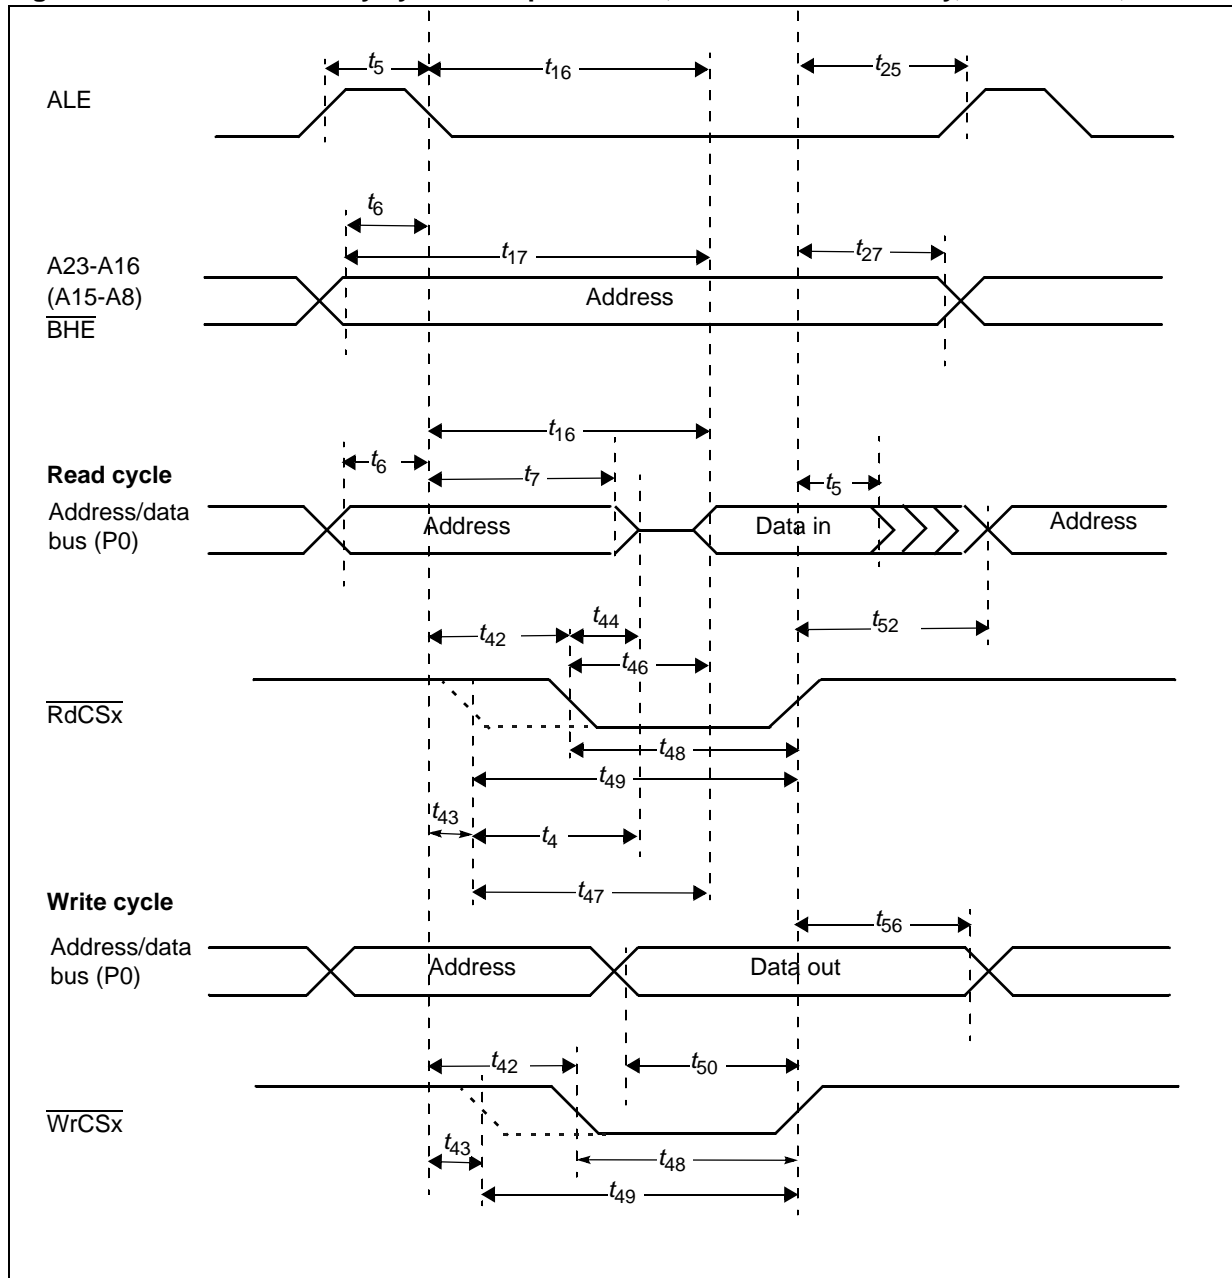 t5 t16 t25
ALE
t6
t17 t27
A23-A16
(A15-A8) Address
BHE
t16
t6 t7 t5
Read cycle
Address/data
bus (P0) Address Data in Address
t42 t44 t52
t46
RdCSx
t48
t49
t43 t4
t47
Write cycle
t56
Address/data
bus (P0) Address Data out
t42 t50
WrCSx
t43 t48
t49